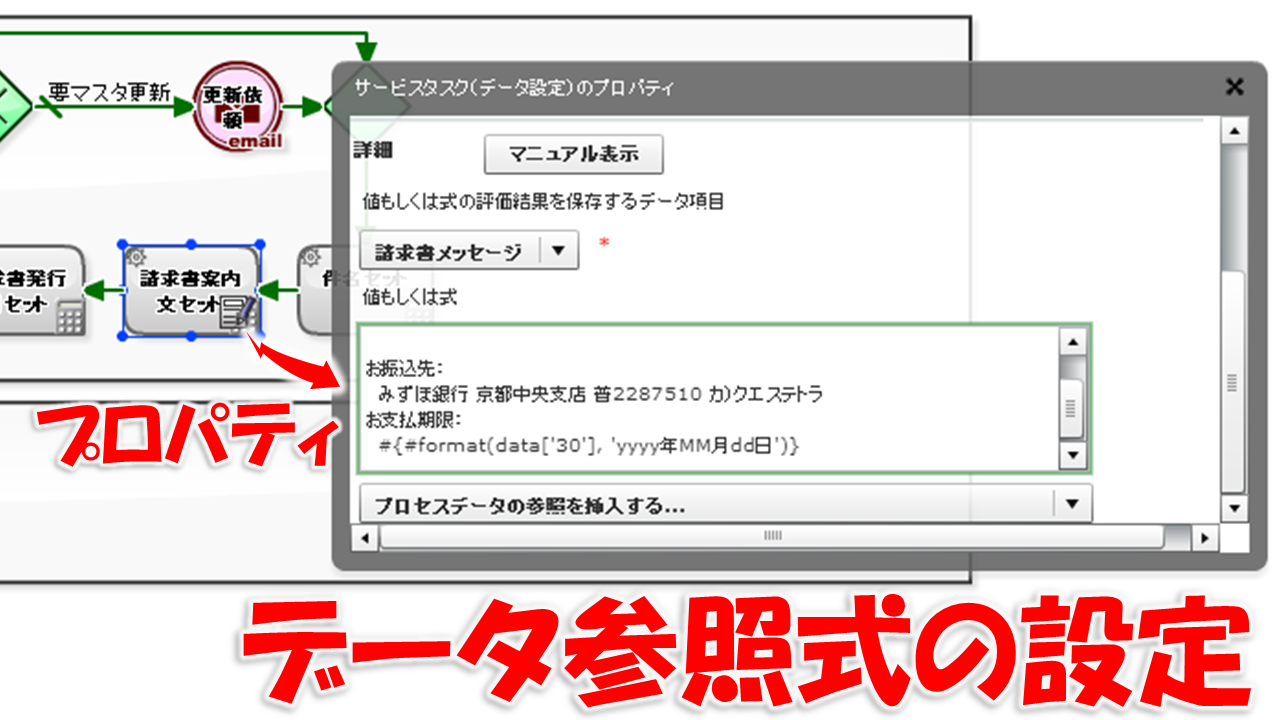 要マスタ更新
更新依
頼
email
サービスタスク(データ設定)のプロパティ
詳細
マニュアル表示
値もしくは式の評価結果を保存するデータ項目
請求書メッセージ
*
値もしくは式
求書発行
セット
請求書案内
文セット
件名セット
お振込先:
みずほ銀行 京都中央支店 普2287510 カ)クエステトラ
お支払期限:
#{#format(data['30'], 'yyyy年MM月dd日')}
プロセスデータの参照を挿入する...
プロパティ
データ参照式の設定